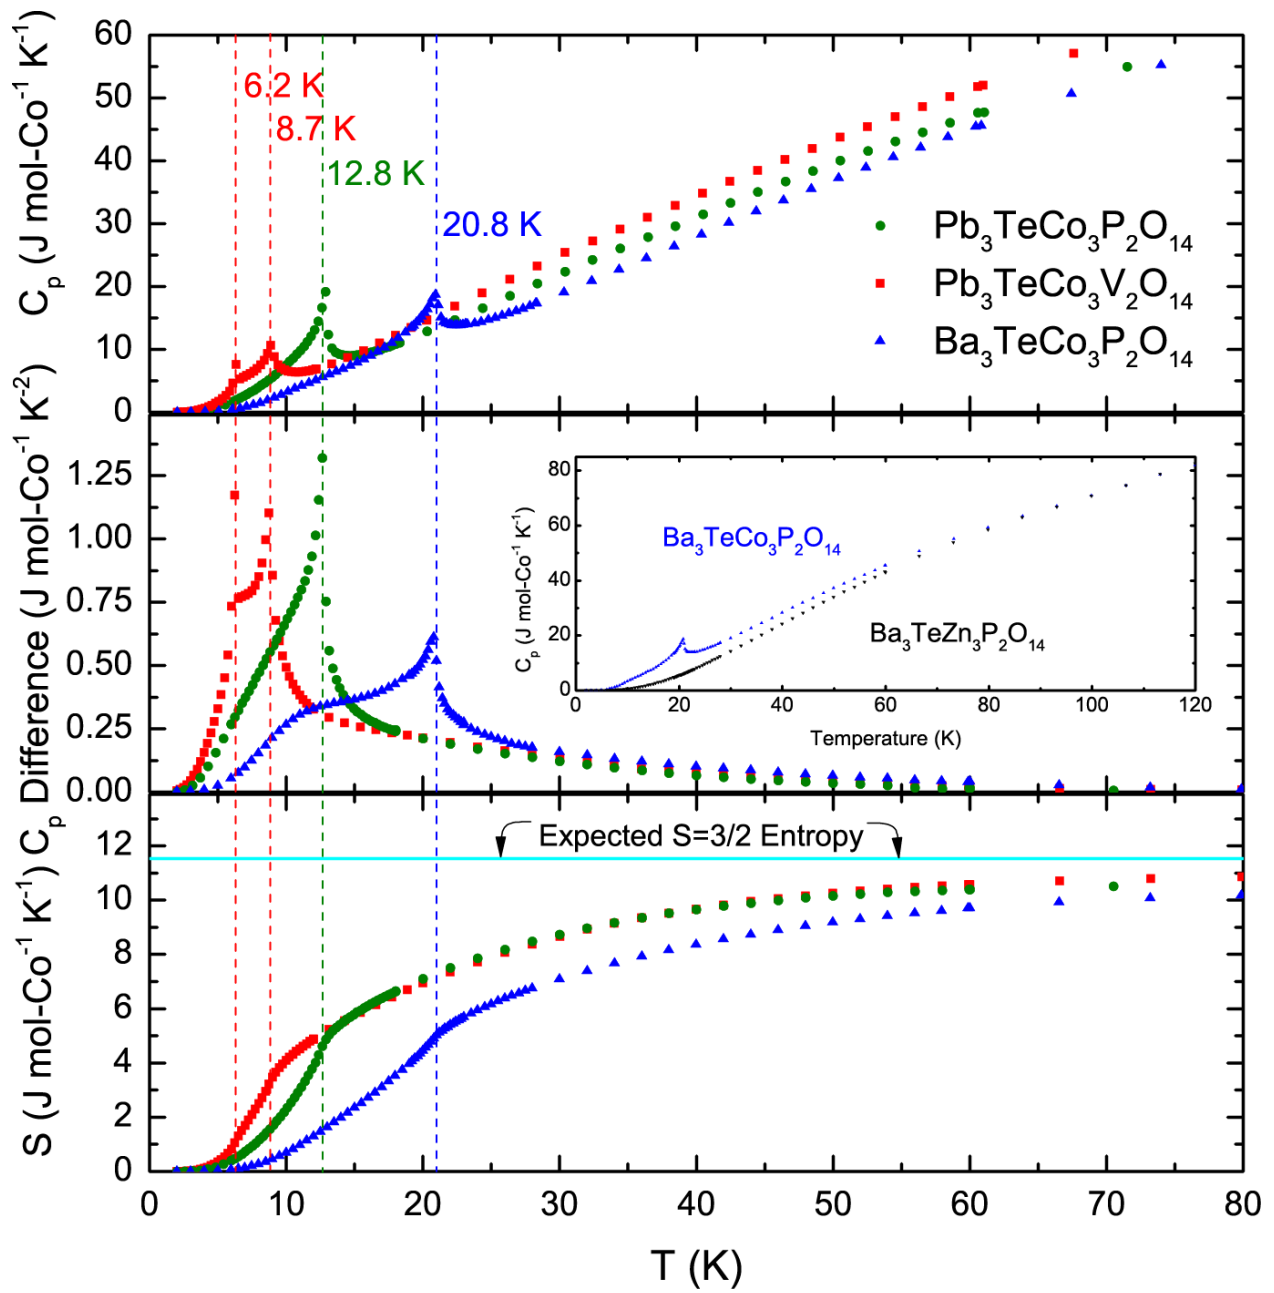 C_p (J mol-Co^-1 K^-1)
60
50
40
30
20
10
0
6.2 K
8.7 K
12.8 K
20.8 K
Pb3TeCo3P2O14
Pb3TeCo3V2O14
Ba3TeCo3P2O14
C_p Difference (J mol-Co^-1 K^-2)
1.25
1.00
0.75
0.50
0.25
0.00
C_p (J mol-Co^-1 K^-1)
80
60
40
20
0
Ba3TeCo3P2O14
Ba3TeZn3P2O14
0 20 40 60 80 100 120
Temperature (K)
S (J mol-Co^-1 K^-1)
12
10
8
6
4
2
0
Expected S=3/2 Entropy
0 10 20 30 40 50 60 70 80
T (K)